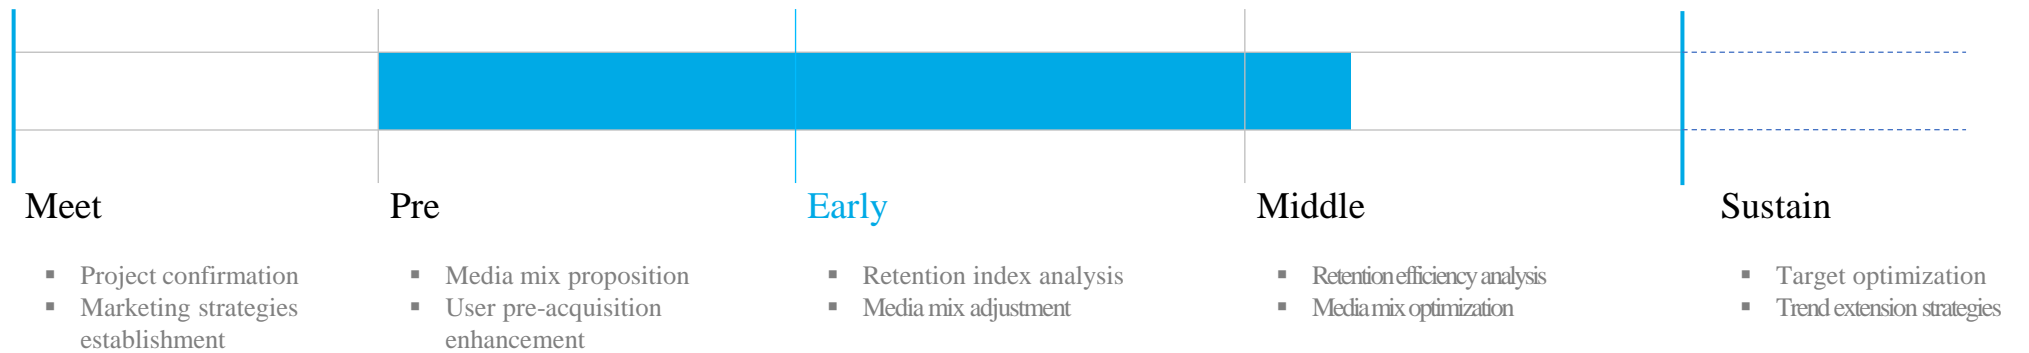 Meet
Pre
Early
Middle
Sustain
▪ Project confirmation
▪ Marketing strategies
establishment
▪ Media mix proposition
▪ User pre-acquisition
enhancement
▪ Retention index analysis
▪ Media mix adjustment
▪ Retention efficiency analysis
▪ Media mix optimization
▪ Target optimization
▪ Trend extension strategies